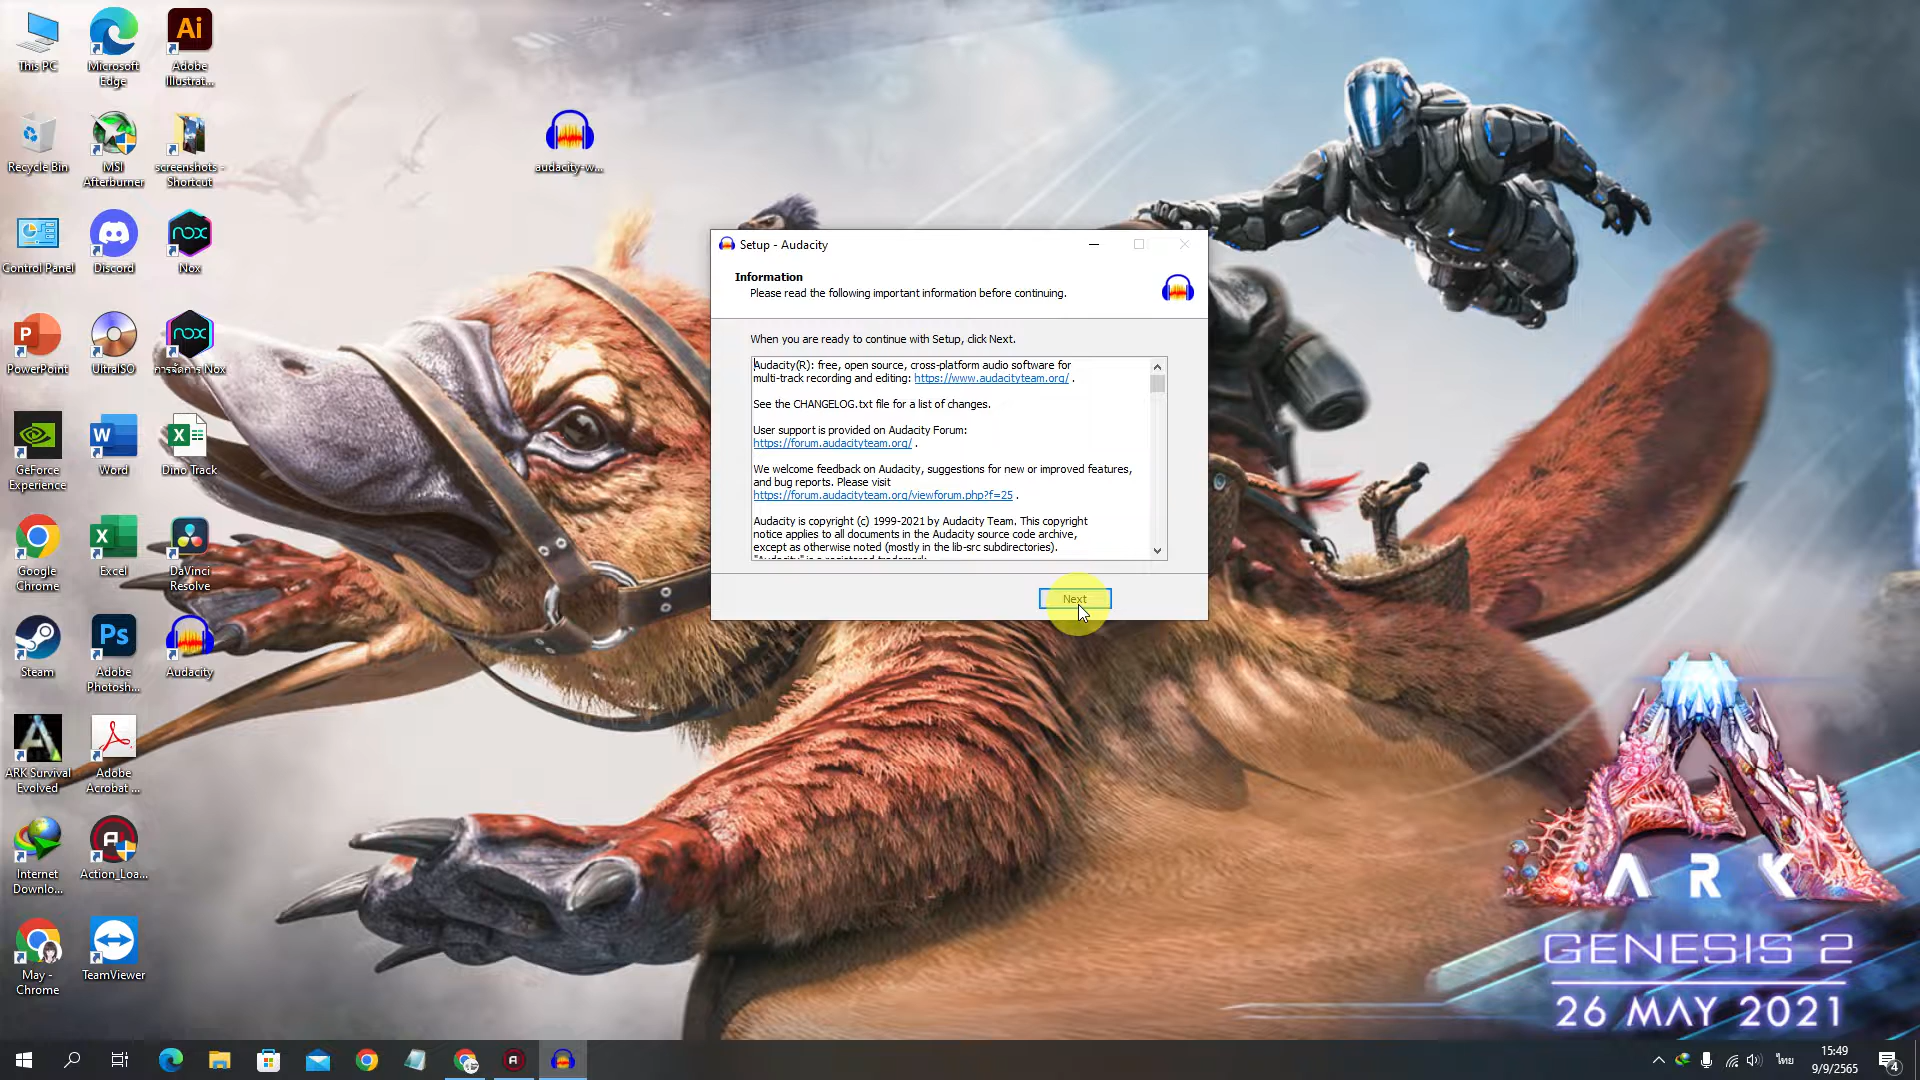 This PC
Microsoft
Edge
Ai
Adobe
Illustrat...
Recycle Bin
MSI
Afterburner
screenshots -
Shortcut
audacity-w...
Control Panel
Discord
nox
Nox
PowerPoint
UltraISO
nox
การจัดการ Nox
GeForce
Experience
Word
Dino Track
Google
Chrome
Excel
DaVinci
Resolve
Steam
Ps
Adobe
Photosh...
Audacity
ARK Survival
Evolved
Adobe
Acrobat ...
Internet
Downlo...
Action_Loa...
May -
Chrome
TeamViewer
Setup - Audacity
Information
Please read the following important information before continuing.
When you are ready to continue with Setup, click Next.
Audacity(R): free, open source, cross-platform audio software for
multi-track recording and editing: https://www.audacityteam.org/ .
See the CHANGELOG.txt file for a list of changes.
User support is provided on Audacity Forum:
https://forum.audacityteam.org/ .
We welcome feedback on Audacity, suggestions for new or improved features,
and bug reports. Please visit
https://forum.audacityteam.org/viewforum.php?f=25 .
Audacity is copyright (c) 1999-2021 by Audacity Team. This copyright
notice applies to all documents in the Audacity source code archive,
except as otherwise noted (mostly in the lib-src subdirectories).
"Audacity" is a registered trademark
Next
ARK
GENESIS 2
26 MAY 2021
ไทย
15:49
9/9/2565
4